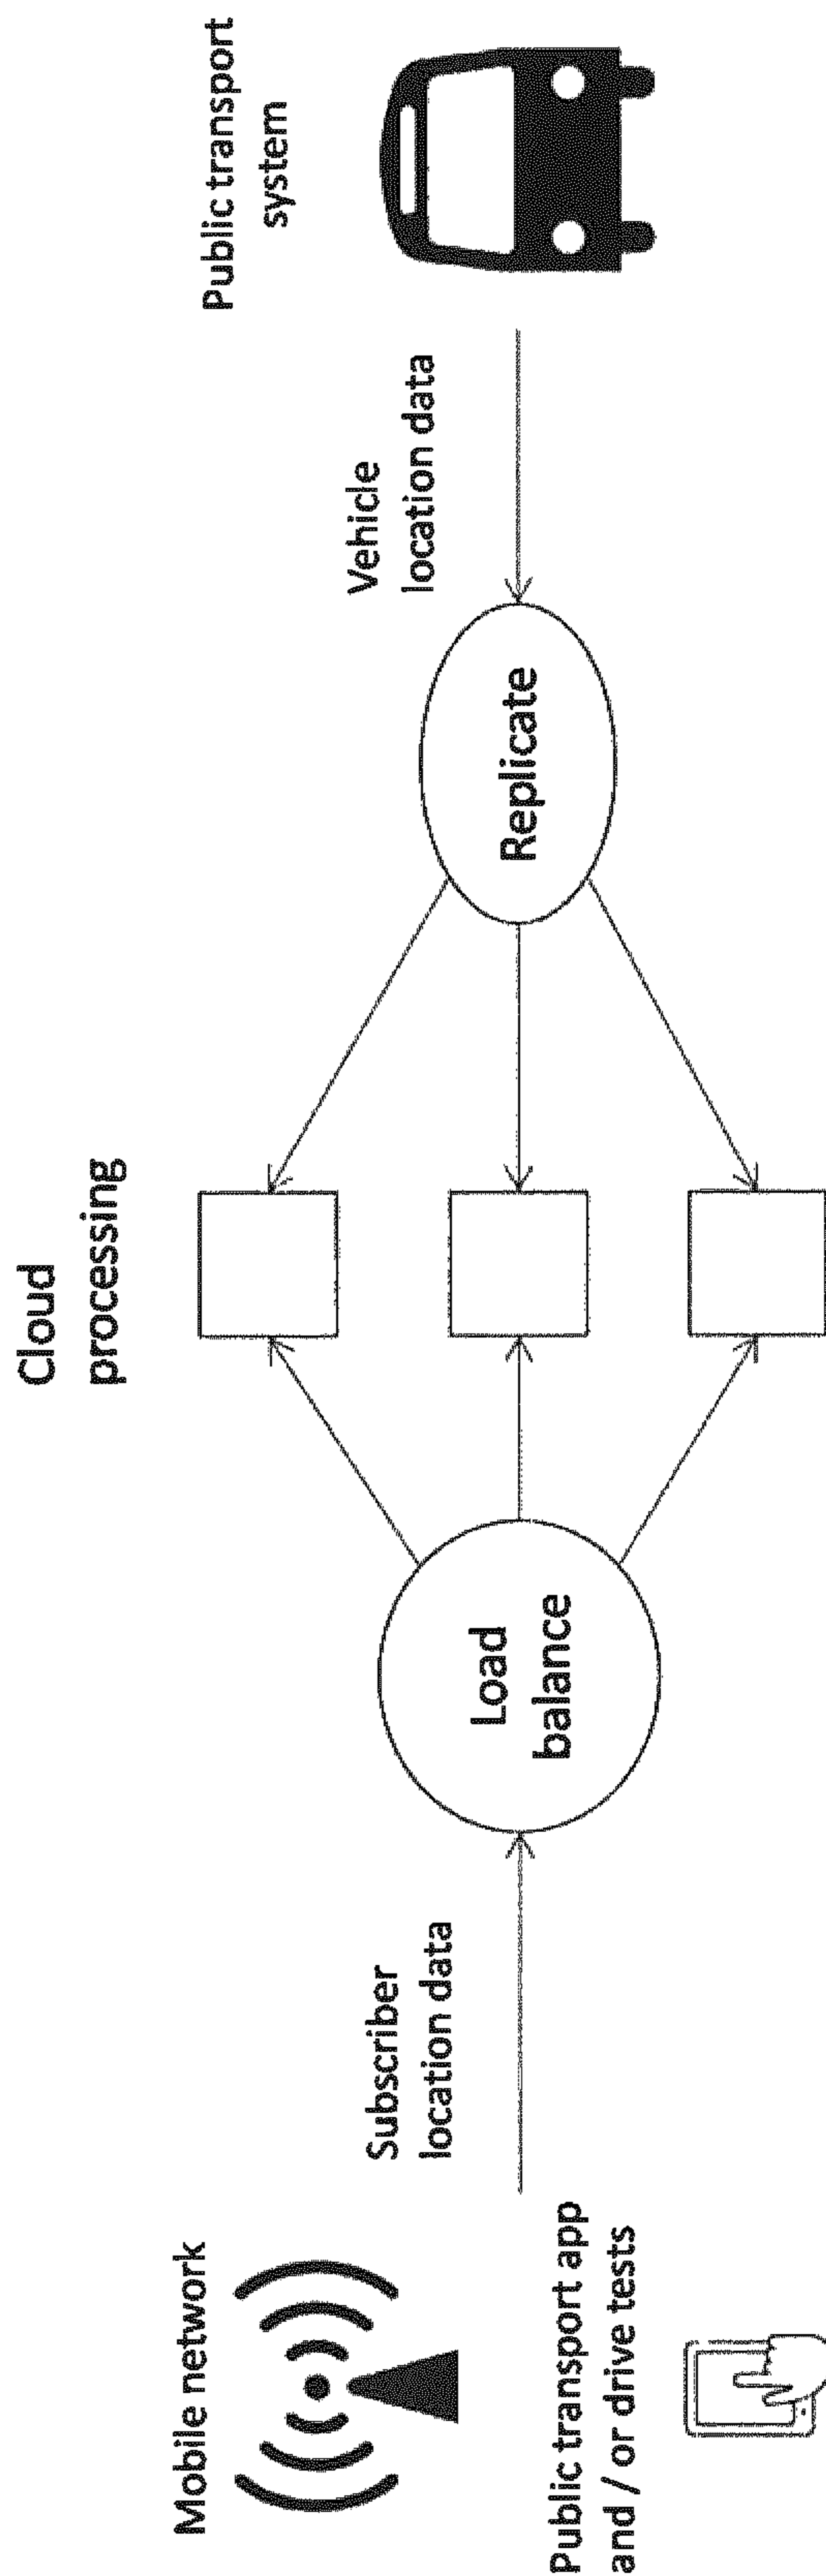 Mobile network
Public transport app
and / or drive tests
Subscriber
location data
Load
balance
Cloud
processing
Replicate
Vehicle
location data
Public transport
system